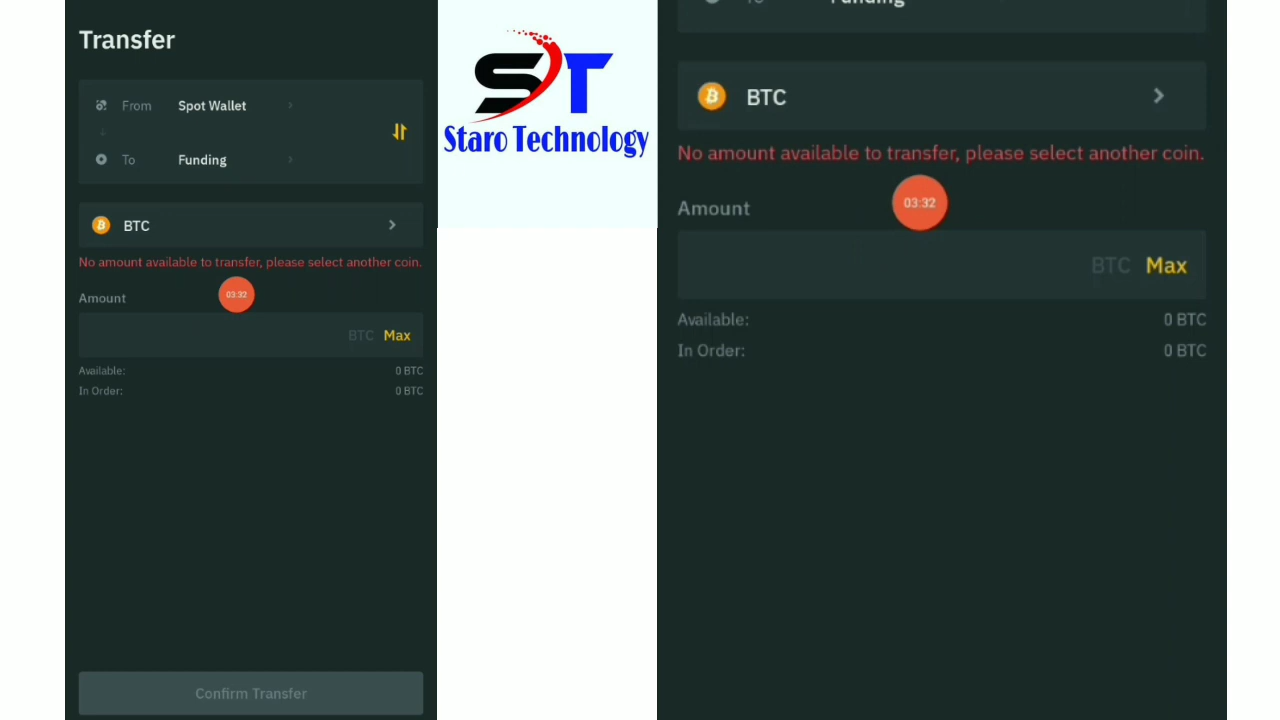 Transfer
From Spot Wallet
To Funding
BTC
No amount available to transfer, please select another coin.
03:32
Amount
BTC Max
Available: 0 BTC
In Order: 0 BTC
Confirm Transfer
ST
Staro Technology
To Funding
BTC
No amount available to transfer, please select another coin.
03:32
Amount
BTC Max
Available: 0 BTC
In Order: 0 BTC